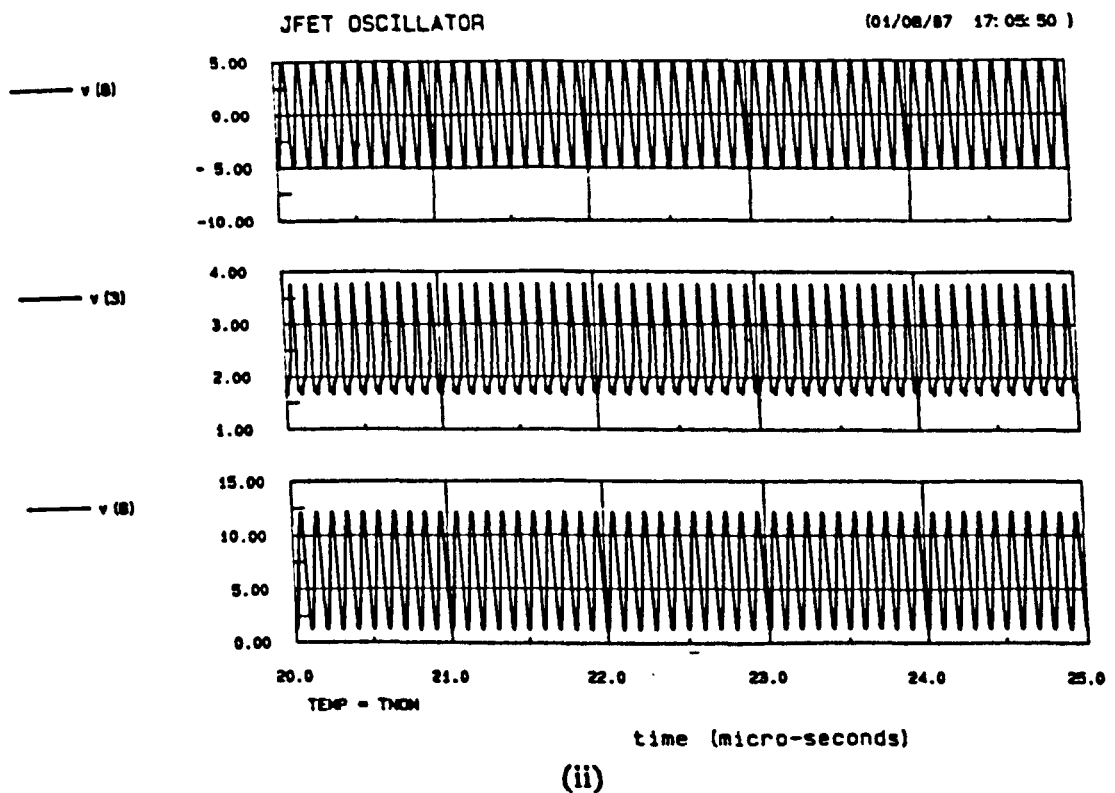 JFET OSCILLATOR (01/08/87 17:05:50 )
v (8)
5.00
0.00
- 5.00
-10.00
v (3)
4.00
3.00
2.00
1.00
v (8)
15.00
10.00
5.00
0.00
20.0 21.0 22.0 23.0 24.0 25.0
TEMP = TNOM
time (micro-seconds)
(ii)